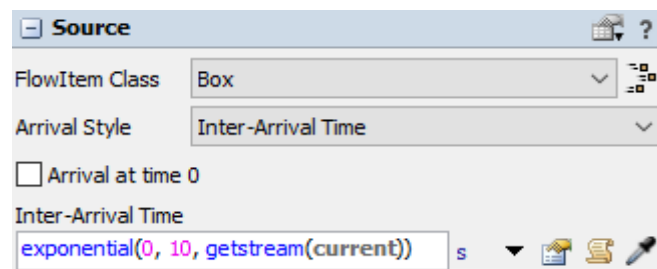 Source ?
FlowItem Class Box
Arrival Style Inter-Arrival Time
Arrival at time 0
Inter-Arrival Time
exponential(0, 10, getstream(current)) s